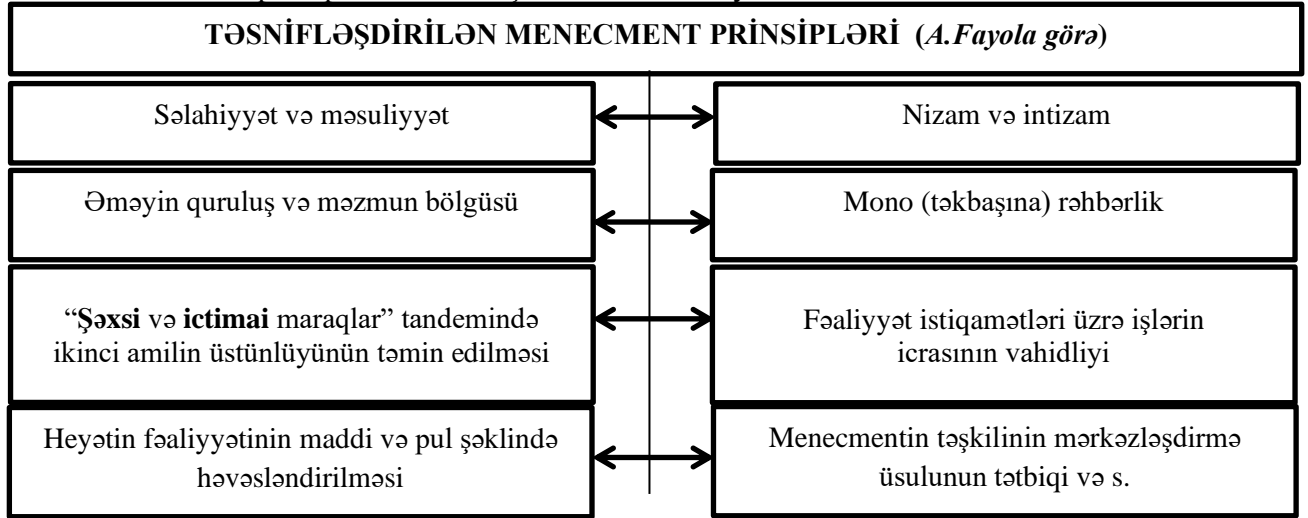 TƏSNİFLƏŞDİRİLƏN MENECMENT PRİNSİPLƏRİ (A.Fayola görə)
Səlahiyyət və məsuliyyət
Nizam və intizam
Əməyin quruluş və məzmun bölgüsü
Mono (təkbaşına) rəhbərlik
“Şəxsi və ictimai maraqlar” tandemində
ikinci amilin üstünlüyünün təmin edilməsi
Fəaliyyət istiqamətləri üzrə işlərin
icrasının vahidliyi
Heyətin fəaliyyətinin maddi və pul şəklində
həvəsləndirilməsi
Menecmentin təşkilinin mərkəzləşdirmə
üsulunun tətbiqi və s.